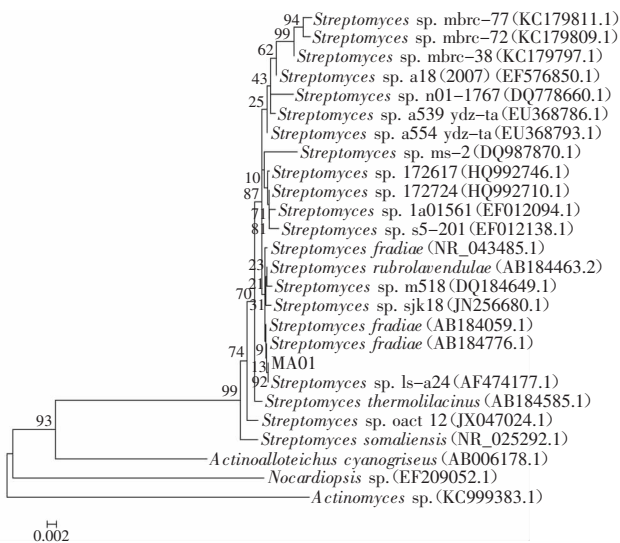 94
Streptomyces sp. mbrc-77(KC179811.1)
99
Streptomyces sp. mbrc-72(KC179809.1)
62
Streptomyces sp. mbrc-38(KC179797.1)
43
Streptomyces sp. a18(2007)(EF576850.1)
25
Streptomyces sp. n01-1767(DQ778660.1)
Streptomyces sp. a539 ydz-ta(EU368786.1)
Streptomyces sp. a554 ydz-ta(EU368793.1)
Streptomyces sp. ms-2(DQ987870.1)
10
Streptomyces sp. 172617(HQ992746.1)
87
Streptomyces sp. 172724(HQ992710.1)
71
Streptomyces sp. 1a01561(EF012094.1)
81
Streptomyces sp. s5-201(EF012138.1)
Streptomyces fradiae(NR_043485.1)
23
Streptomyces rubrolavendulae(AB184463.2)
21
Streptomyces sp. m518(DQ184649.1)
70
31
Streptomyces sp. sjk18(JN256680.1)
Streptomyces fradiae(AB184059.1)
9
Streptomyces fradiae(AB184776.1)
74
13
MA01
92
Streptomyces sp. ls-a24(AF474177.1)
99
Streptomyces thermolilacinus(AB184585.1)
93
Streptomyces sp. oact 12(JX047024.1)
Streptomyces somaliensis(NR_025292.1)
Actinoalloteichus cyanogriseus(AB006178.1)
Nocardiopsis sp.(EF209052.1)
Actinomyces sp.(KC999383.1)
0.002